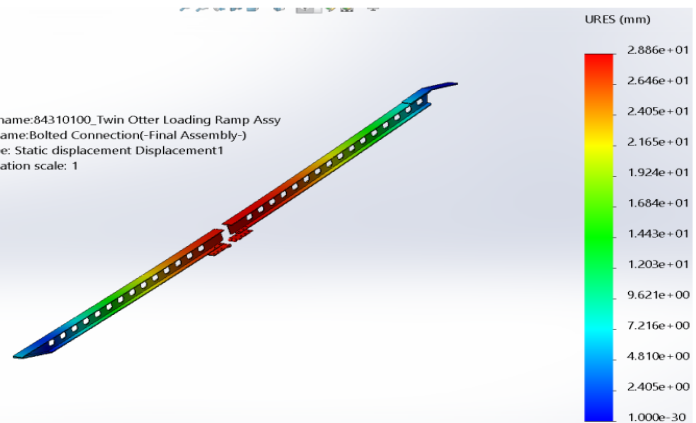 URES (mm)
name:84310100_Twin Otter Loading Ramp Assy
ame:Bolted Connection(-Final Assembly-)
e: Static displacement Displacement1
ation scale: 1
2.886e+01
2.646e+01
2.405e+01
2.165e+01
1.924e+01
1.684e+01
1.443e+01
1.203e+01
9.621e+00
7.216e+00
4.810e+00
2.405e+00
1.000e-30